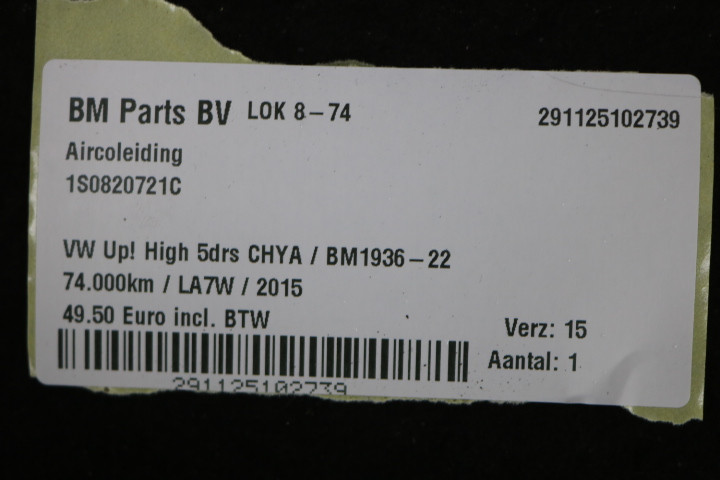 BM Parts BV LOK 8-74 291125102739
Aircoleiding
1S0820721C
VW Up! High 5drs CHYA / BM1936-22
74.000km / LA7W / 2015
49.50 Euro incl. BTW
Verz: 15
Aantal: 1
291125102739